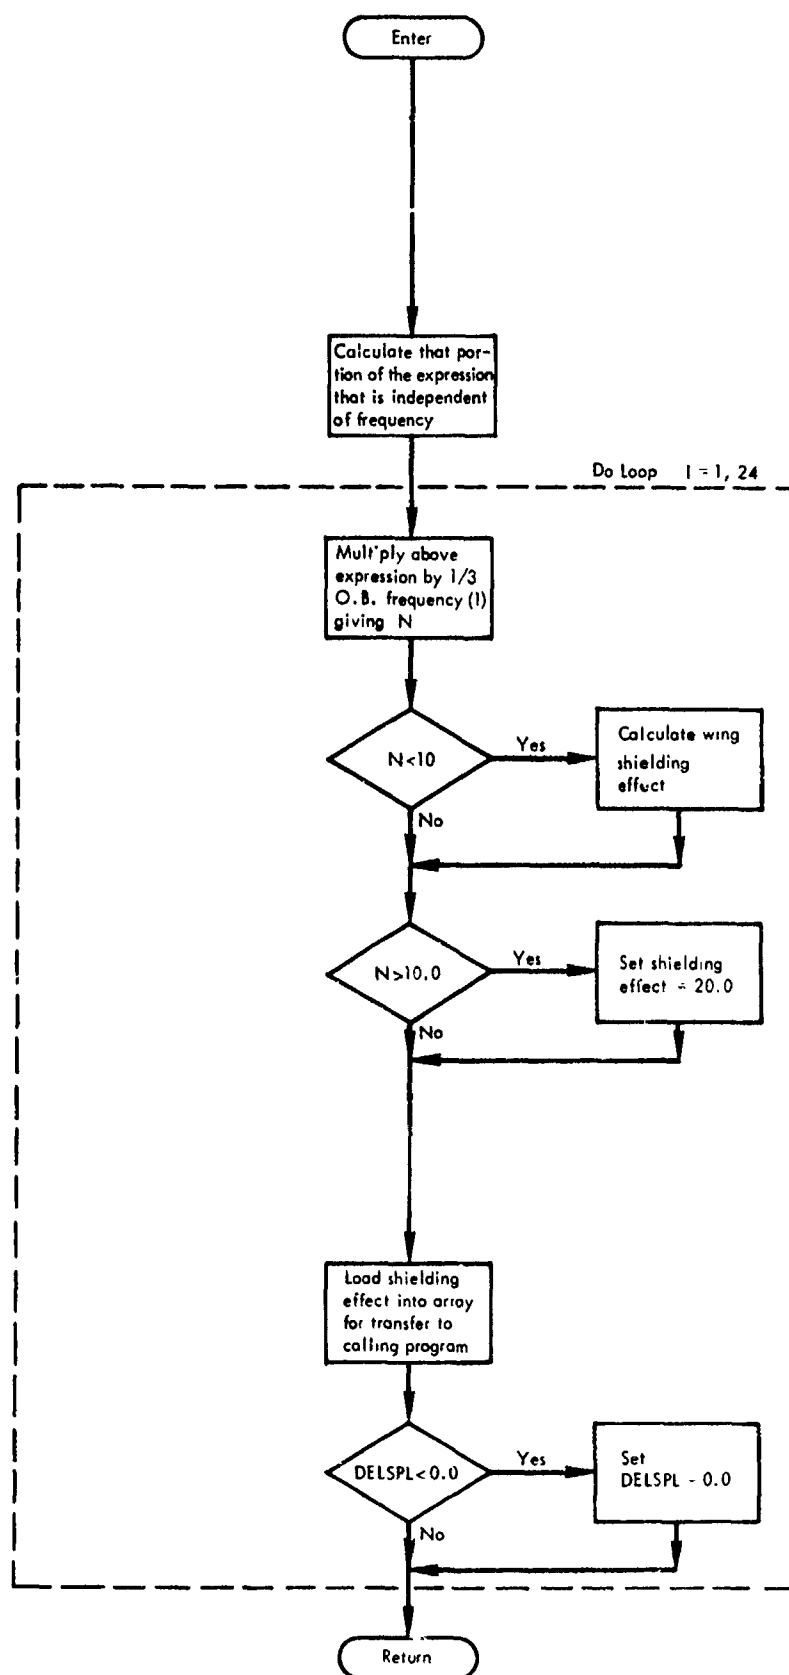 Enter
Calculate that por-
tion of the expression
that is independent
of frequency
Do Loop I = 1, 24
Multiply above
expression by 1/3
O.B. frequency (I)
giving N
N<10
Yes
Calculate wing
shielding
effect
No
N>10.0
Yes
Set shielding
effect = 20.0
No
Load shielding
effect into array
for transfer to
calling program
DELSPL<0.0
Yes
Set
DELSPL - 0.0
No
Return